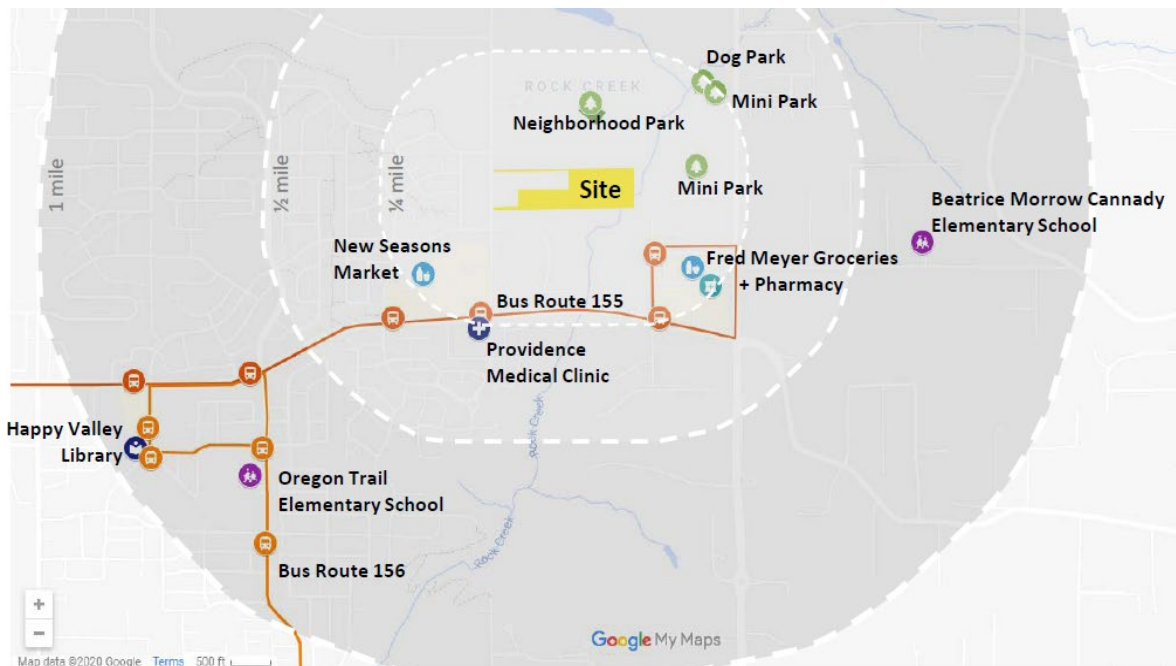 Dog Park
ROCK CREEK
Mini Park
Neighborhood Park
1 mile
½ mile
¼ mile
Site
Mini Park
Beatrice Morrow Cannady
Elementary School
New Seasons
Market
Fred Meyer Groceries
+ Pharmacy
Bus Route 155
Providence
Medical Clinic
Rock Creek
Happy Valley
Library
Oregon Trail
Elementary School
Rock Creek
Bus Route 156
+
−
Google My Maps
Map data ©2020 Google Terms 500 ft